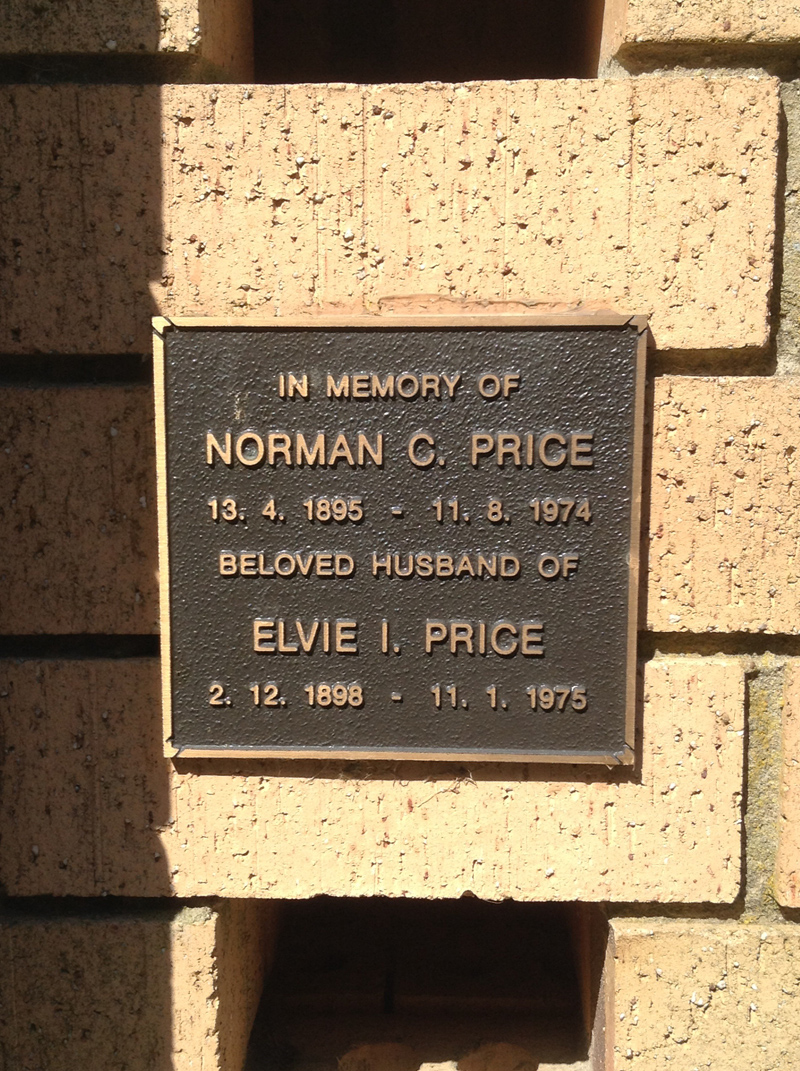 IN MEMORY OF
NORMAN C. PRICE
13. 4. 1895 - 11. 8. 1974
BELOVED HUSBAND OF
ELVIE I. PRICE
2. 12. 1898 - 11. 1. 1975